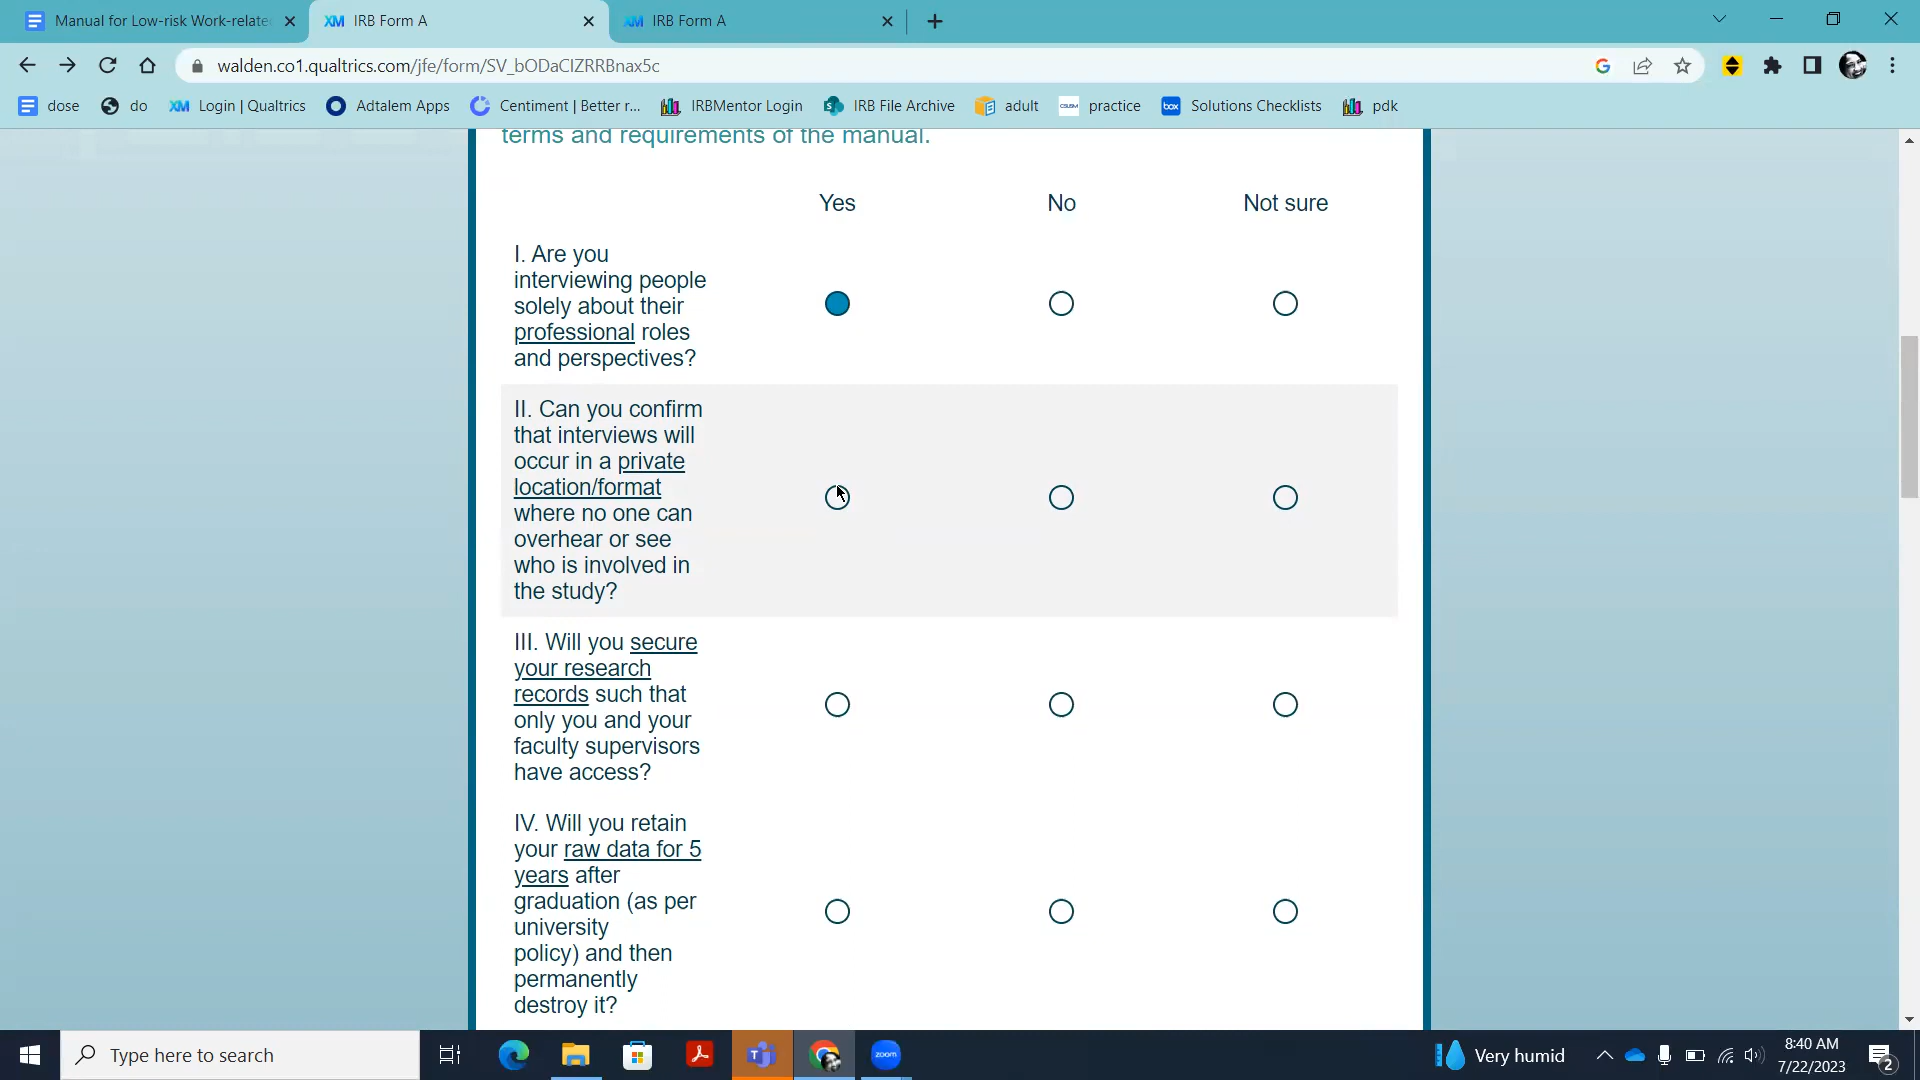 Manual for Low-risk Work-relate
IRB Form A
IRB Form A
walden.co1.qualtrics.com/jfe/form/SV_bODaCIZRRBnax5c
dose
do
Login | Qualtrics
Adtalem Apps
Centiment | Better r...
IRBMentor Login
IRB File Archive
adult
practice
Solutions Checklists
pdk
terms and requirements of the manual.
Yes
No
Not sure
I. Are you
interviewing people
solely about their
professional roles
and perspectives?
II. Can you confirm
that interviews will
occur in a private
location/format
where no one can
overhear or see
who is involved in
the study?
III. Will you secure
your research
records such that
only you and your
faculty supervisors
have access?
IV. Will you retain
your raw data for 5
years after
graduation (as per
university
policy) and then
permanently
destroy it?
Type here to search
zoom
Very humid
8:40 AM
7/22/2023
2